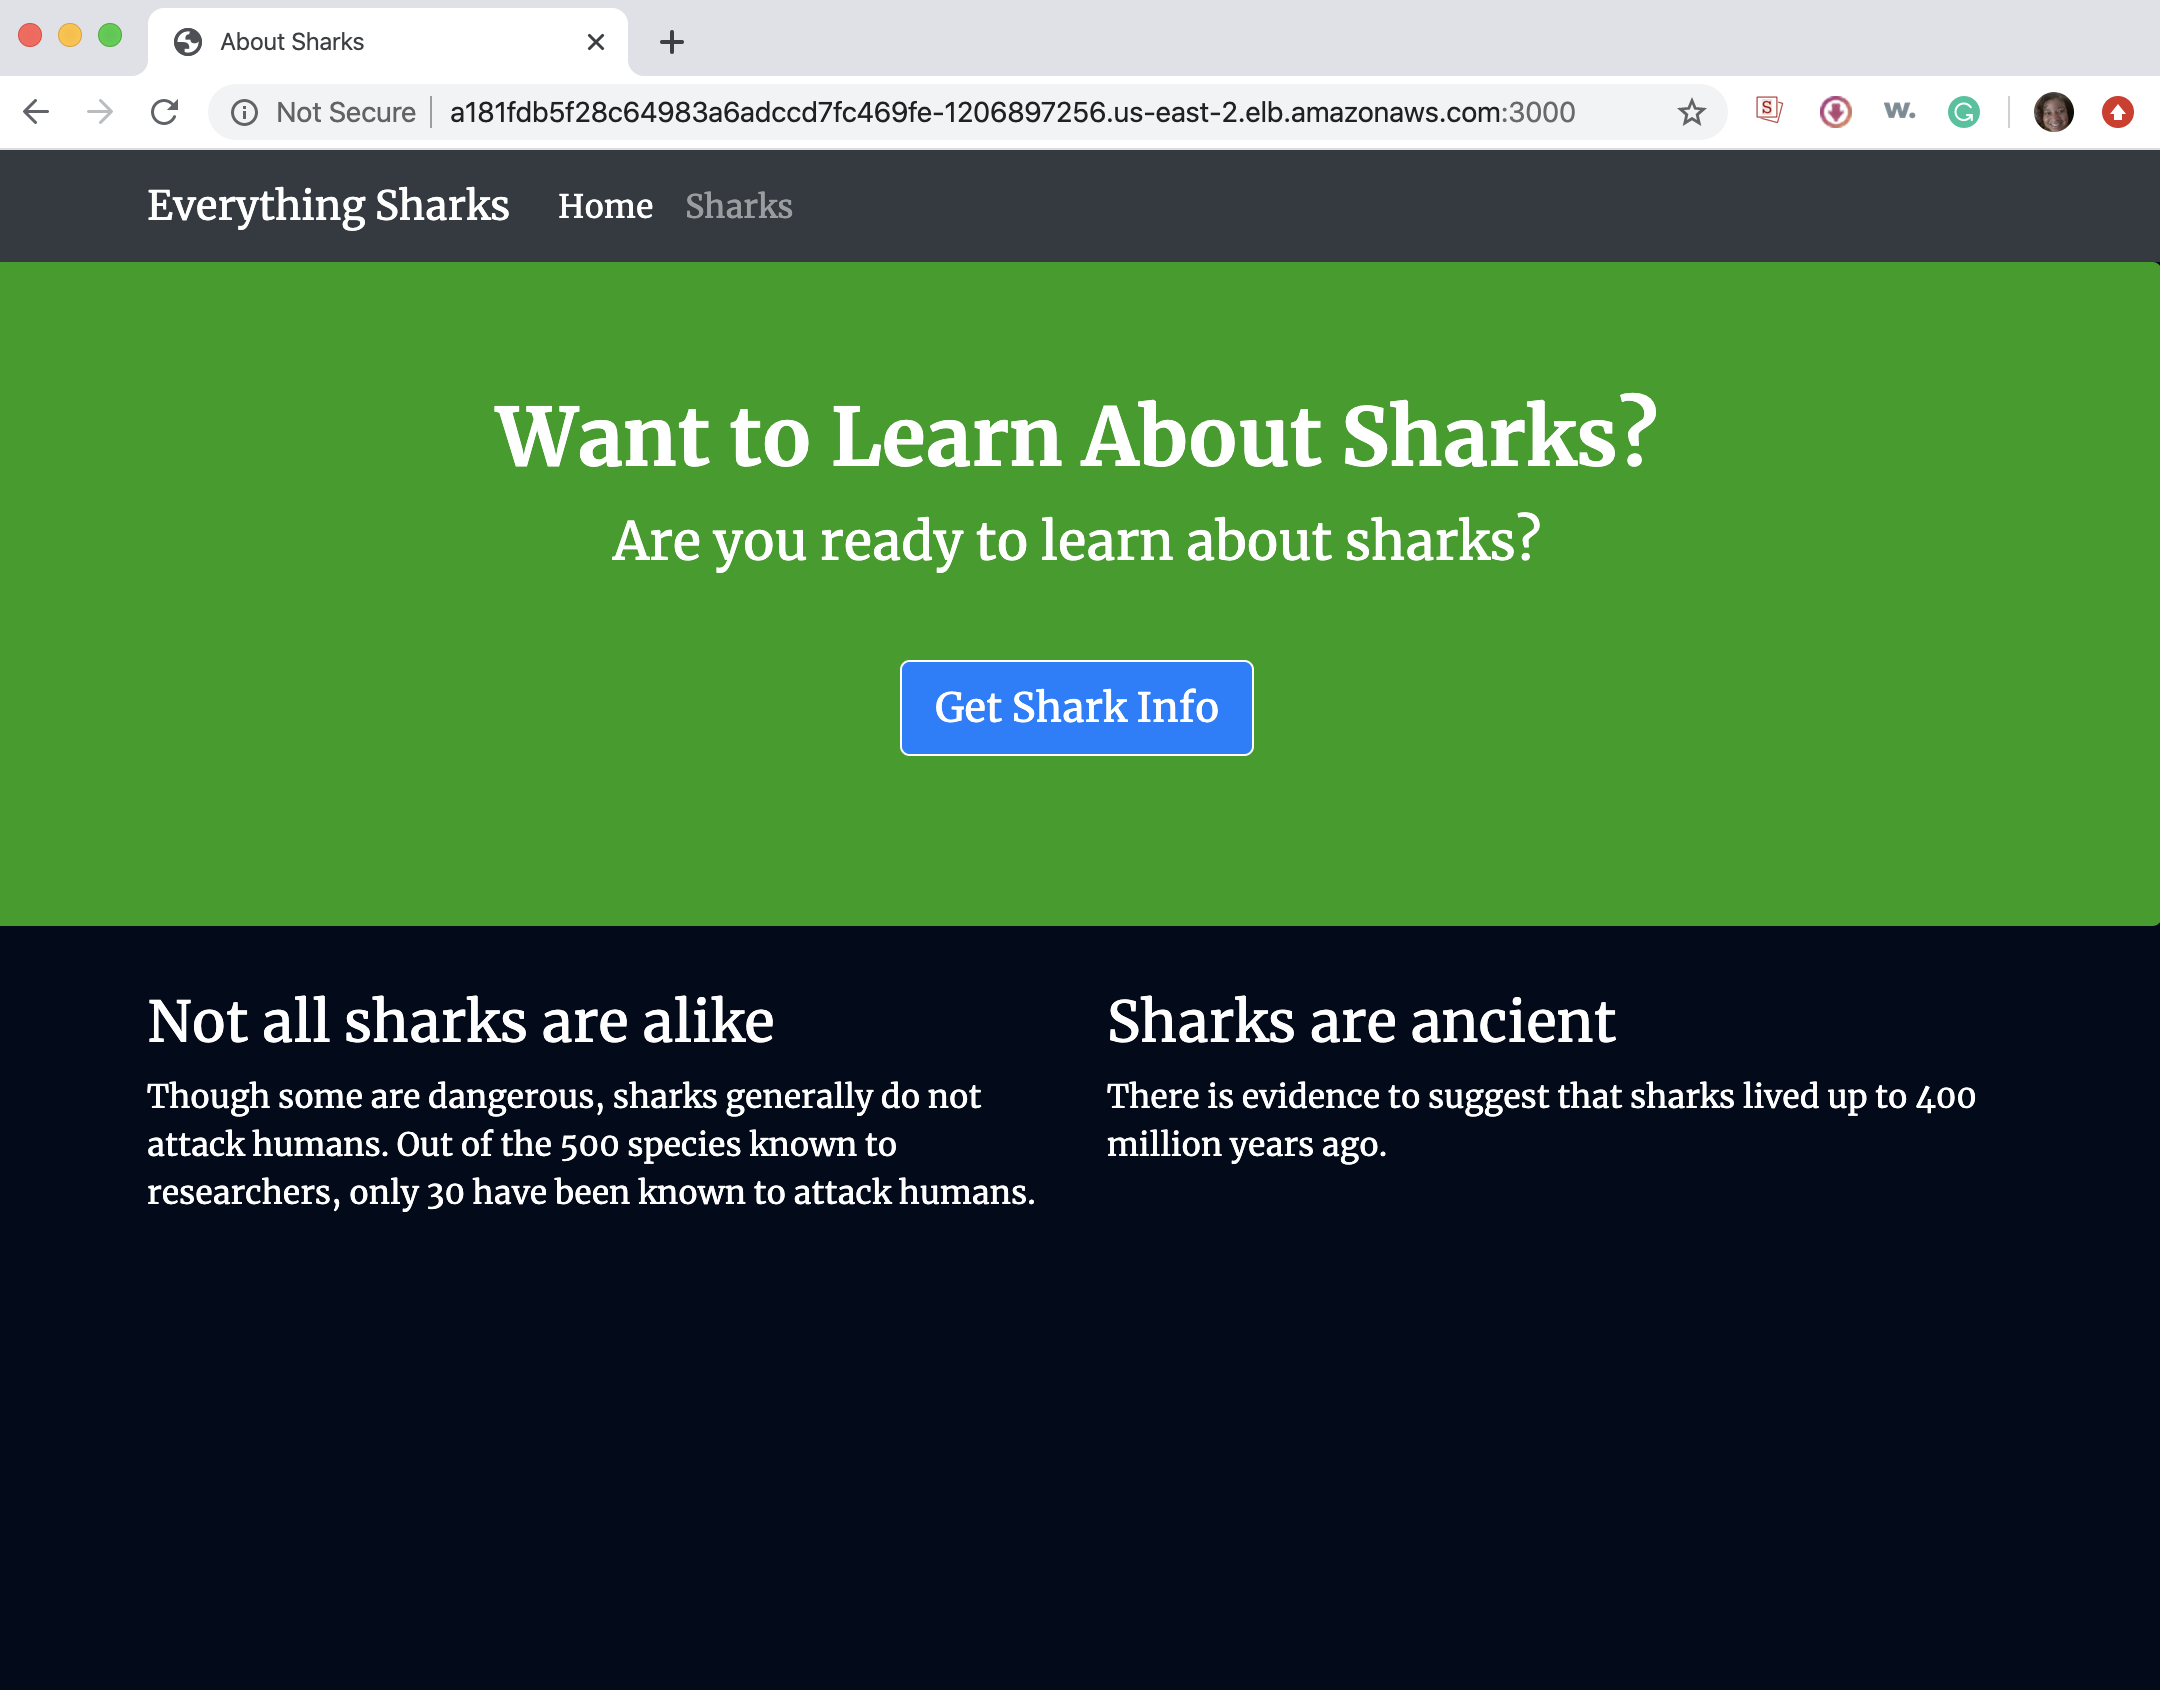 About Sharks
Not Secure a181fdb5f28c64983a6adccd7fc469fe-1206897256.us-east-2.elb.amazonaws.com:3000
S
w.
G
Everything Sharks Home Sharks
Want to Learn About Sharks?
Are you ready to learn about sharks?
Get Shark Info
Not all sharks are alike
Though some are dangerous, sharks generally do not
attack humans. Out of the 500 species known to
researchers, only 30 have been known to attack humans.
Sharks are ancient
There is evidence to suggest that sharks lived up to 400
million years ago.